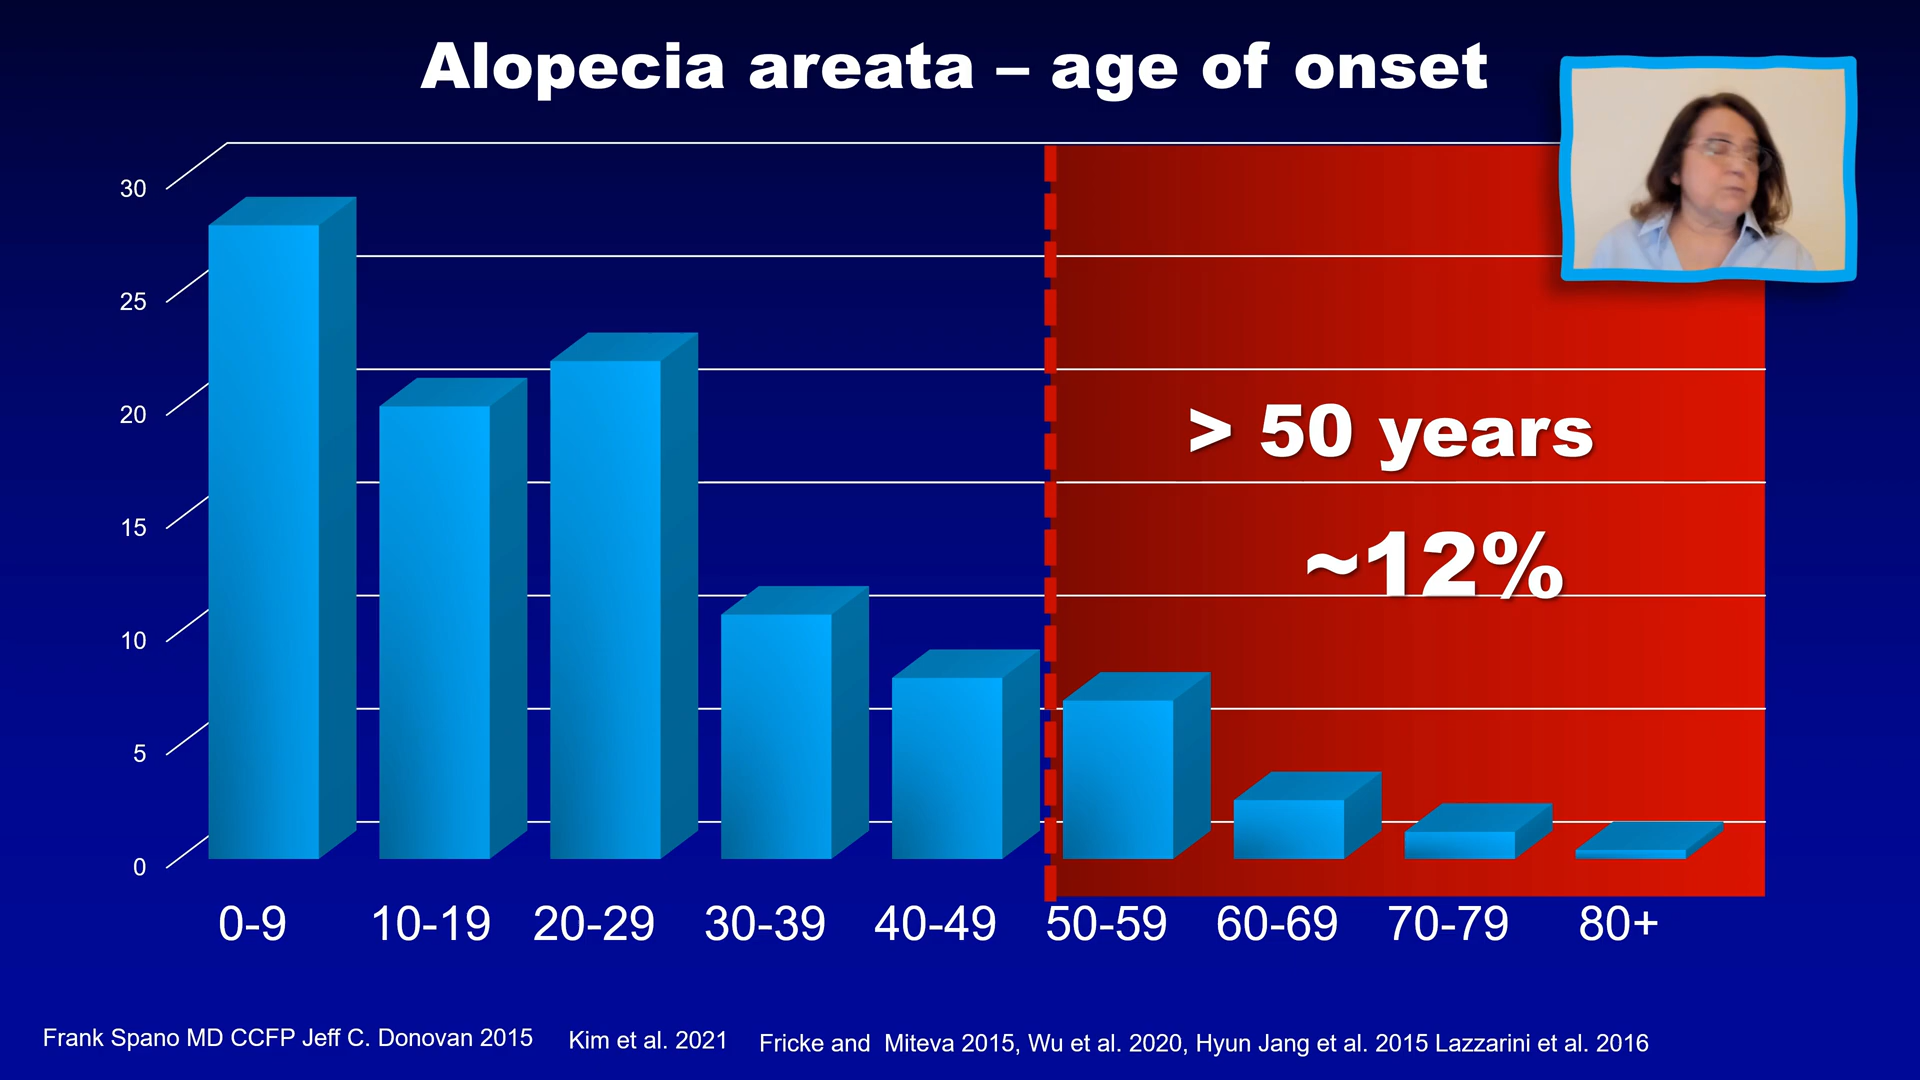 Alopecia areata – age of onset
30
25
20
15
10
5
0
> 50 years
~12%
0-9 10-19 20-29 30-39 40-49 50-59 60-69 70-79 80+
Frank Spano MD CCFP Jeff C. Donovan 2015 Kim et al. 2021 Fricke and Miteva 2015, Wu et al. 2020, Hyun Jang et al. 2015 Lazzarini et al. 2016